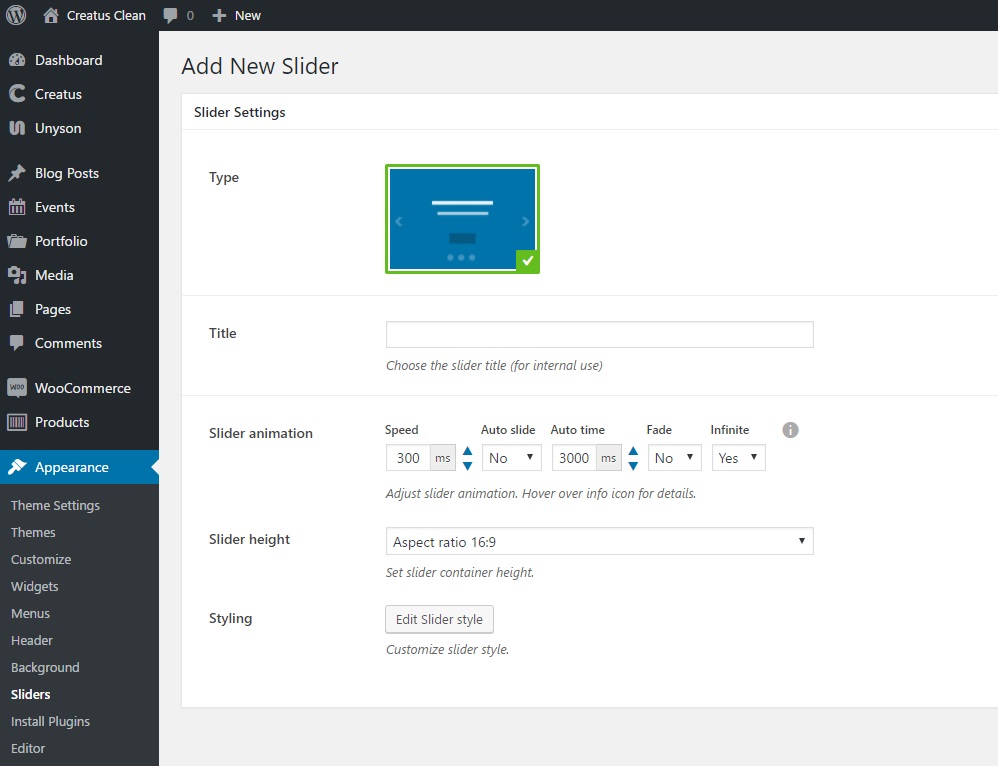 Creatus Clean 0 New
Dashboard
Creatus
Unyson
Blog Posts
Events
Portfolio
Media
Pages
Comments
WOO WooCommerce
Products
Appearance
Theme Settings
Themes
Customize
Widgets
Menus
Header
Background
Sliders
Install Plugins
Editor
Add New Slider
Slider Settings
Type
Title
Choose the slider title (for internal use)
Slider animation
Speed Auto slide Auto time Fade Infinite
300 ms No 3000 ms No Yes
Adjust slider animation. Hover over info icon for details.
Slider height
Aspect ratio 16:9
Set slider container height.
Styling
Edit Slider style
Customize slider style.